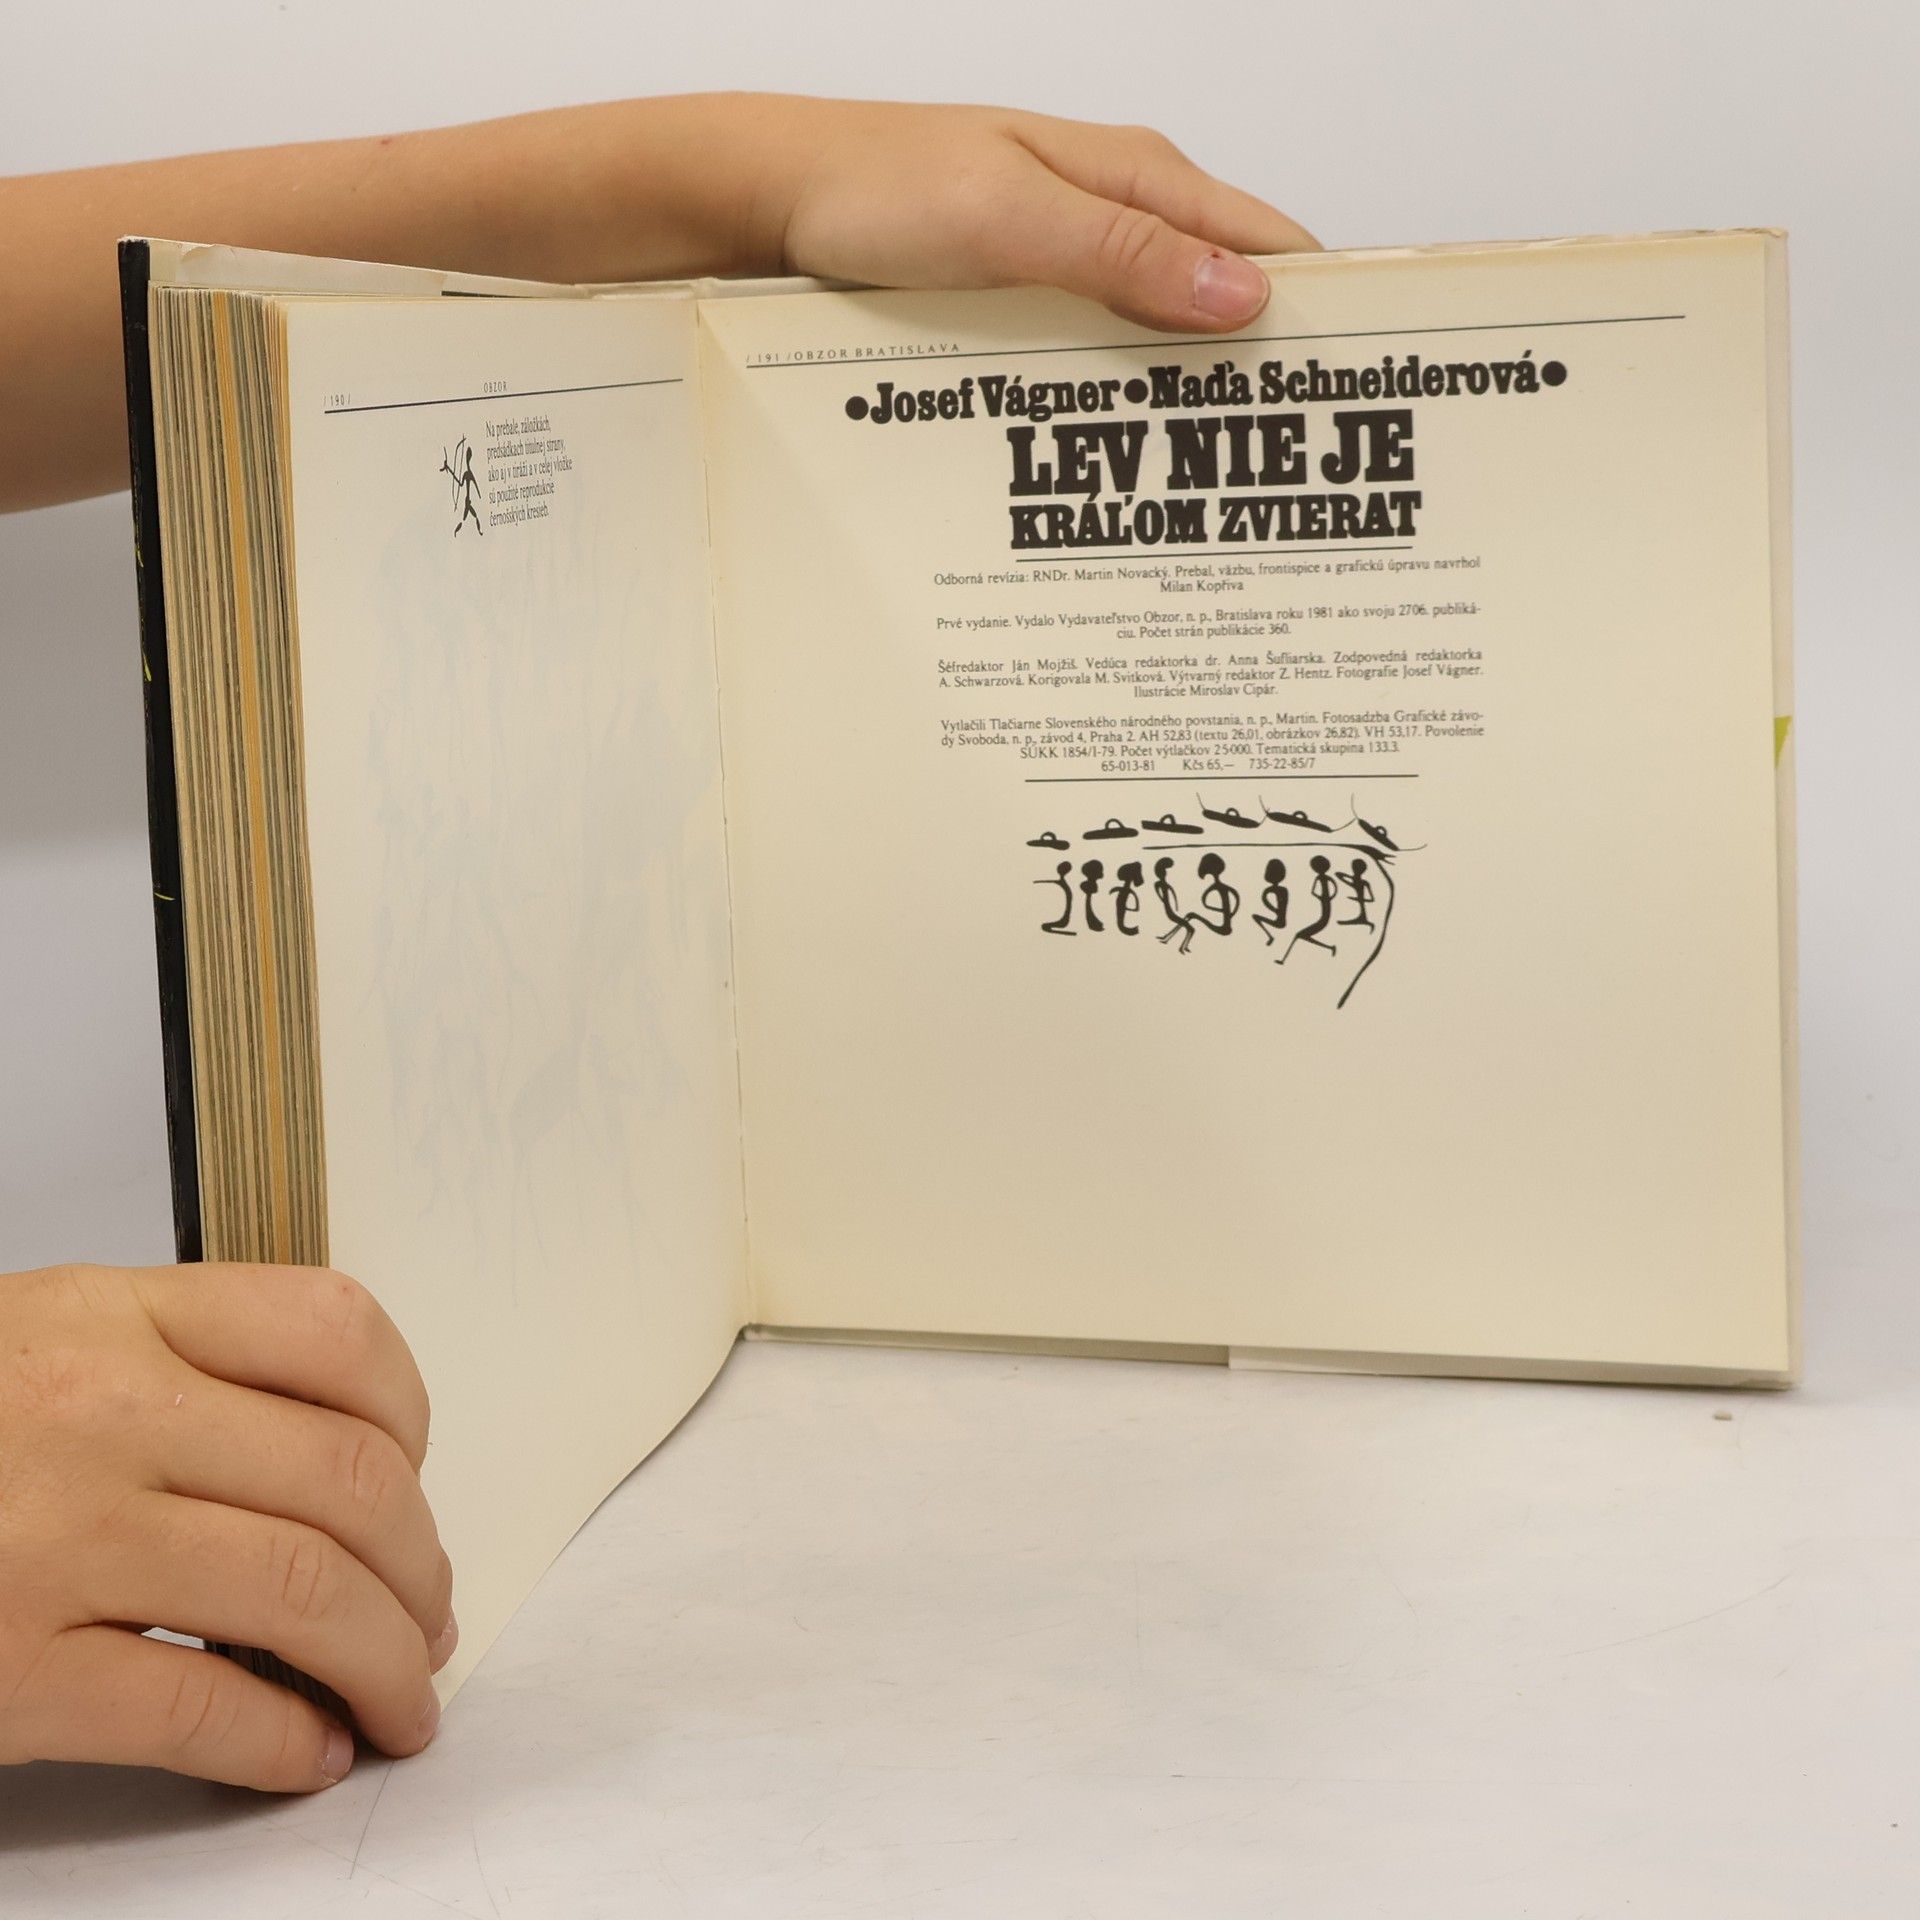 / 190 /
OBZOR
Na prebale, záložkách,
predsádkach titulnej strany,
ako aj v tiráži a v celej vložke
sú použité reprodukcie
černošských kresieb.
/ 191 / OBZOR BRATISLAVA
●Josef Vágner●Naďa Schneiderová●
LEV NIE JE
KRÁĽOM ZVIERAT
Odborná revízia: RNDr. Martin Novacký. Prebal, väzbu, frontispice a grafickú úpravu navrhol
Milan Kopřiva
Prvé vydanie. Vydalo Vydavateľstvo Obzor, n. p., Bratislava roku 1981 ako svoju 2706. publiká-
ciu. Počet strán publikácie 360.
Šéfredaktor Ján Mojžiš. Vedúca redaktorka dr. Anna Šufliarska. Zodpovedná redaktorka
A. Schwarzová. Korigovala M. Svitková. Výtvarný redaktor Z. Hentz. Fotografie Josef Vágner.
Ilustrácie Miroslav Cipár.
Vytlačili Tlačiarne Slovenského národného povstania, n. p., Martin. Fotosadzba Grafické závo-
dy Svoboda, n. p., závod 4, Praha 2. AH 52,83 (textu 26,01, obrázkov 26,82). VH 53,17. Povolenie
SÚKK 1854/I-79. Počet výtlačkov 25000. Tematická skupina 133.3.
65-013-81 Kčs 65,— 735-22-85/7